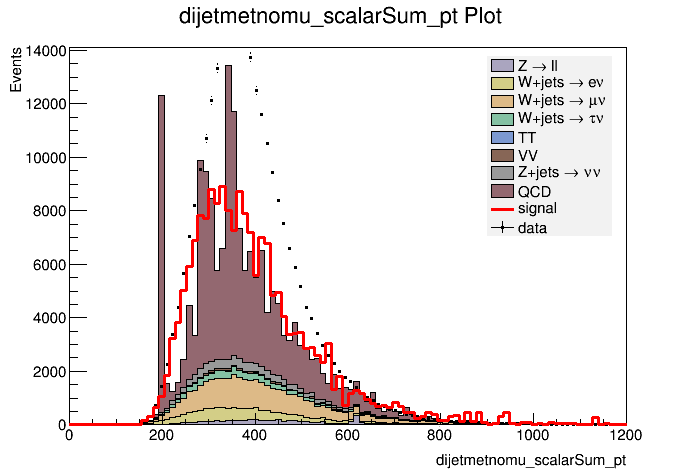 dijetmetnomu_scalarSum_pt Plot
Events
14000
12000
10000
8000
6000
4000
2000
0
0 200 400 600 800 1000 1200
dijetmetnomu_scalarSum_pt
Z → ll
W+jets → eν
W+jets → μν
W+jets → τν
TT
VV
Z+jets → νν
QCD
signal
data